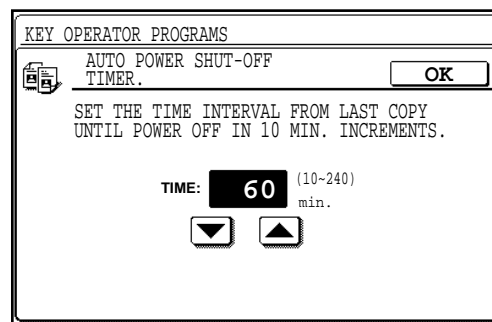 KEY OPERATOR PROGRAMS
AUTO POWER SHUT-OFF
TIMER.
OK
SET THE TIME INTERVAL FROM LAST COPY
UNTIL POWER OFF IN 10 MIN. INCREMENTS.
TIME: 60 (10~240)
min.